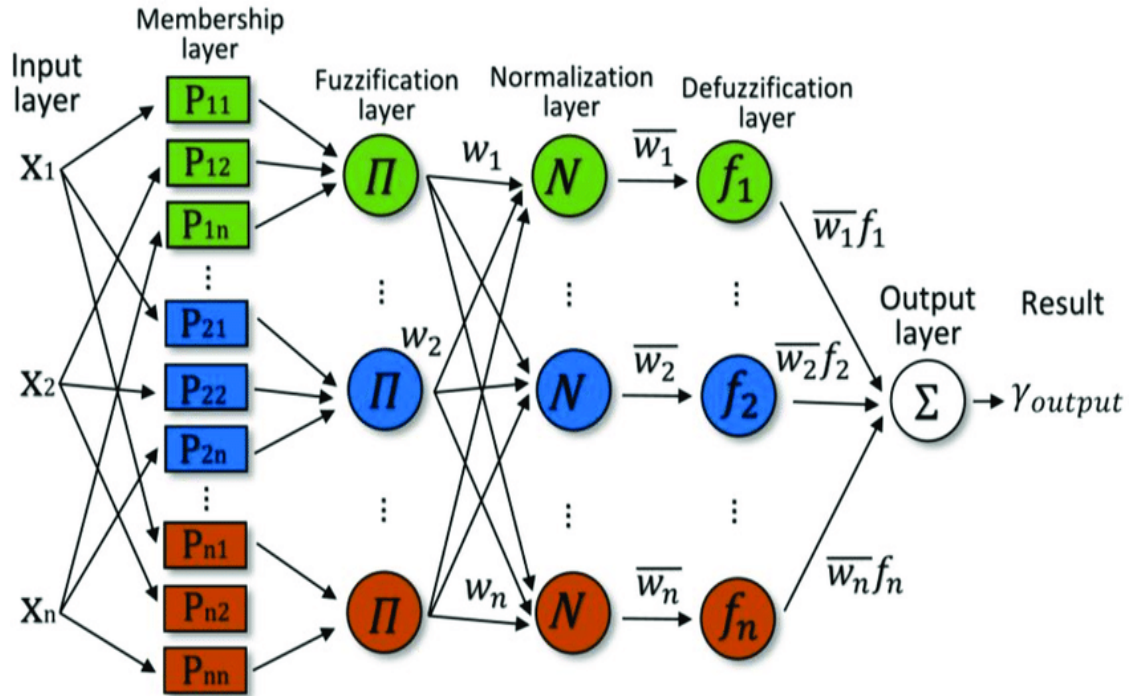 Input
layer
X₁
X₂
Xₙ
Membership
layer
P₁₁
P₁₂
P₁ₙ
⋮
P₂₁
P₂₂
P₂ₙ
⋮
Pₙ₁
Pₙ₂
Pₙₙ
Fuzzification
layer
Π
⋮
Π
⋮
Π
w₁
w₂
wₙ
Normalization
layer
N
⋮
N
⋮
N
w̅₁
w̅₂
w̅ₙ
Defuzzification
layer
f₁
⋮
f₂
⋮
fₙ
w̅₁f₁
w̅₂f₂
w̅ₙfₙ
Output
layer
Σ
Result
γₒᵤₜₚᵤₜ